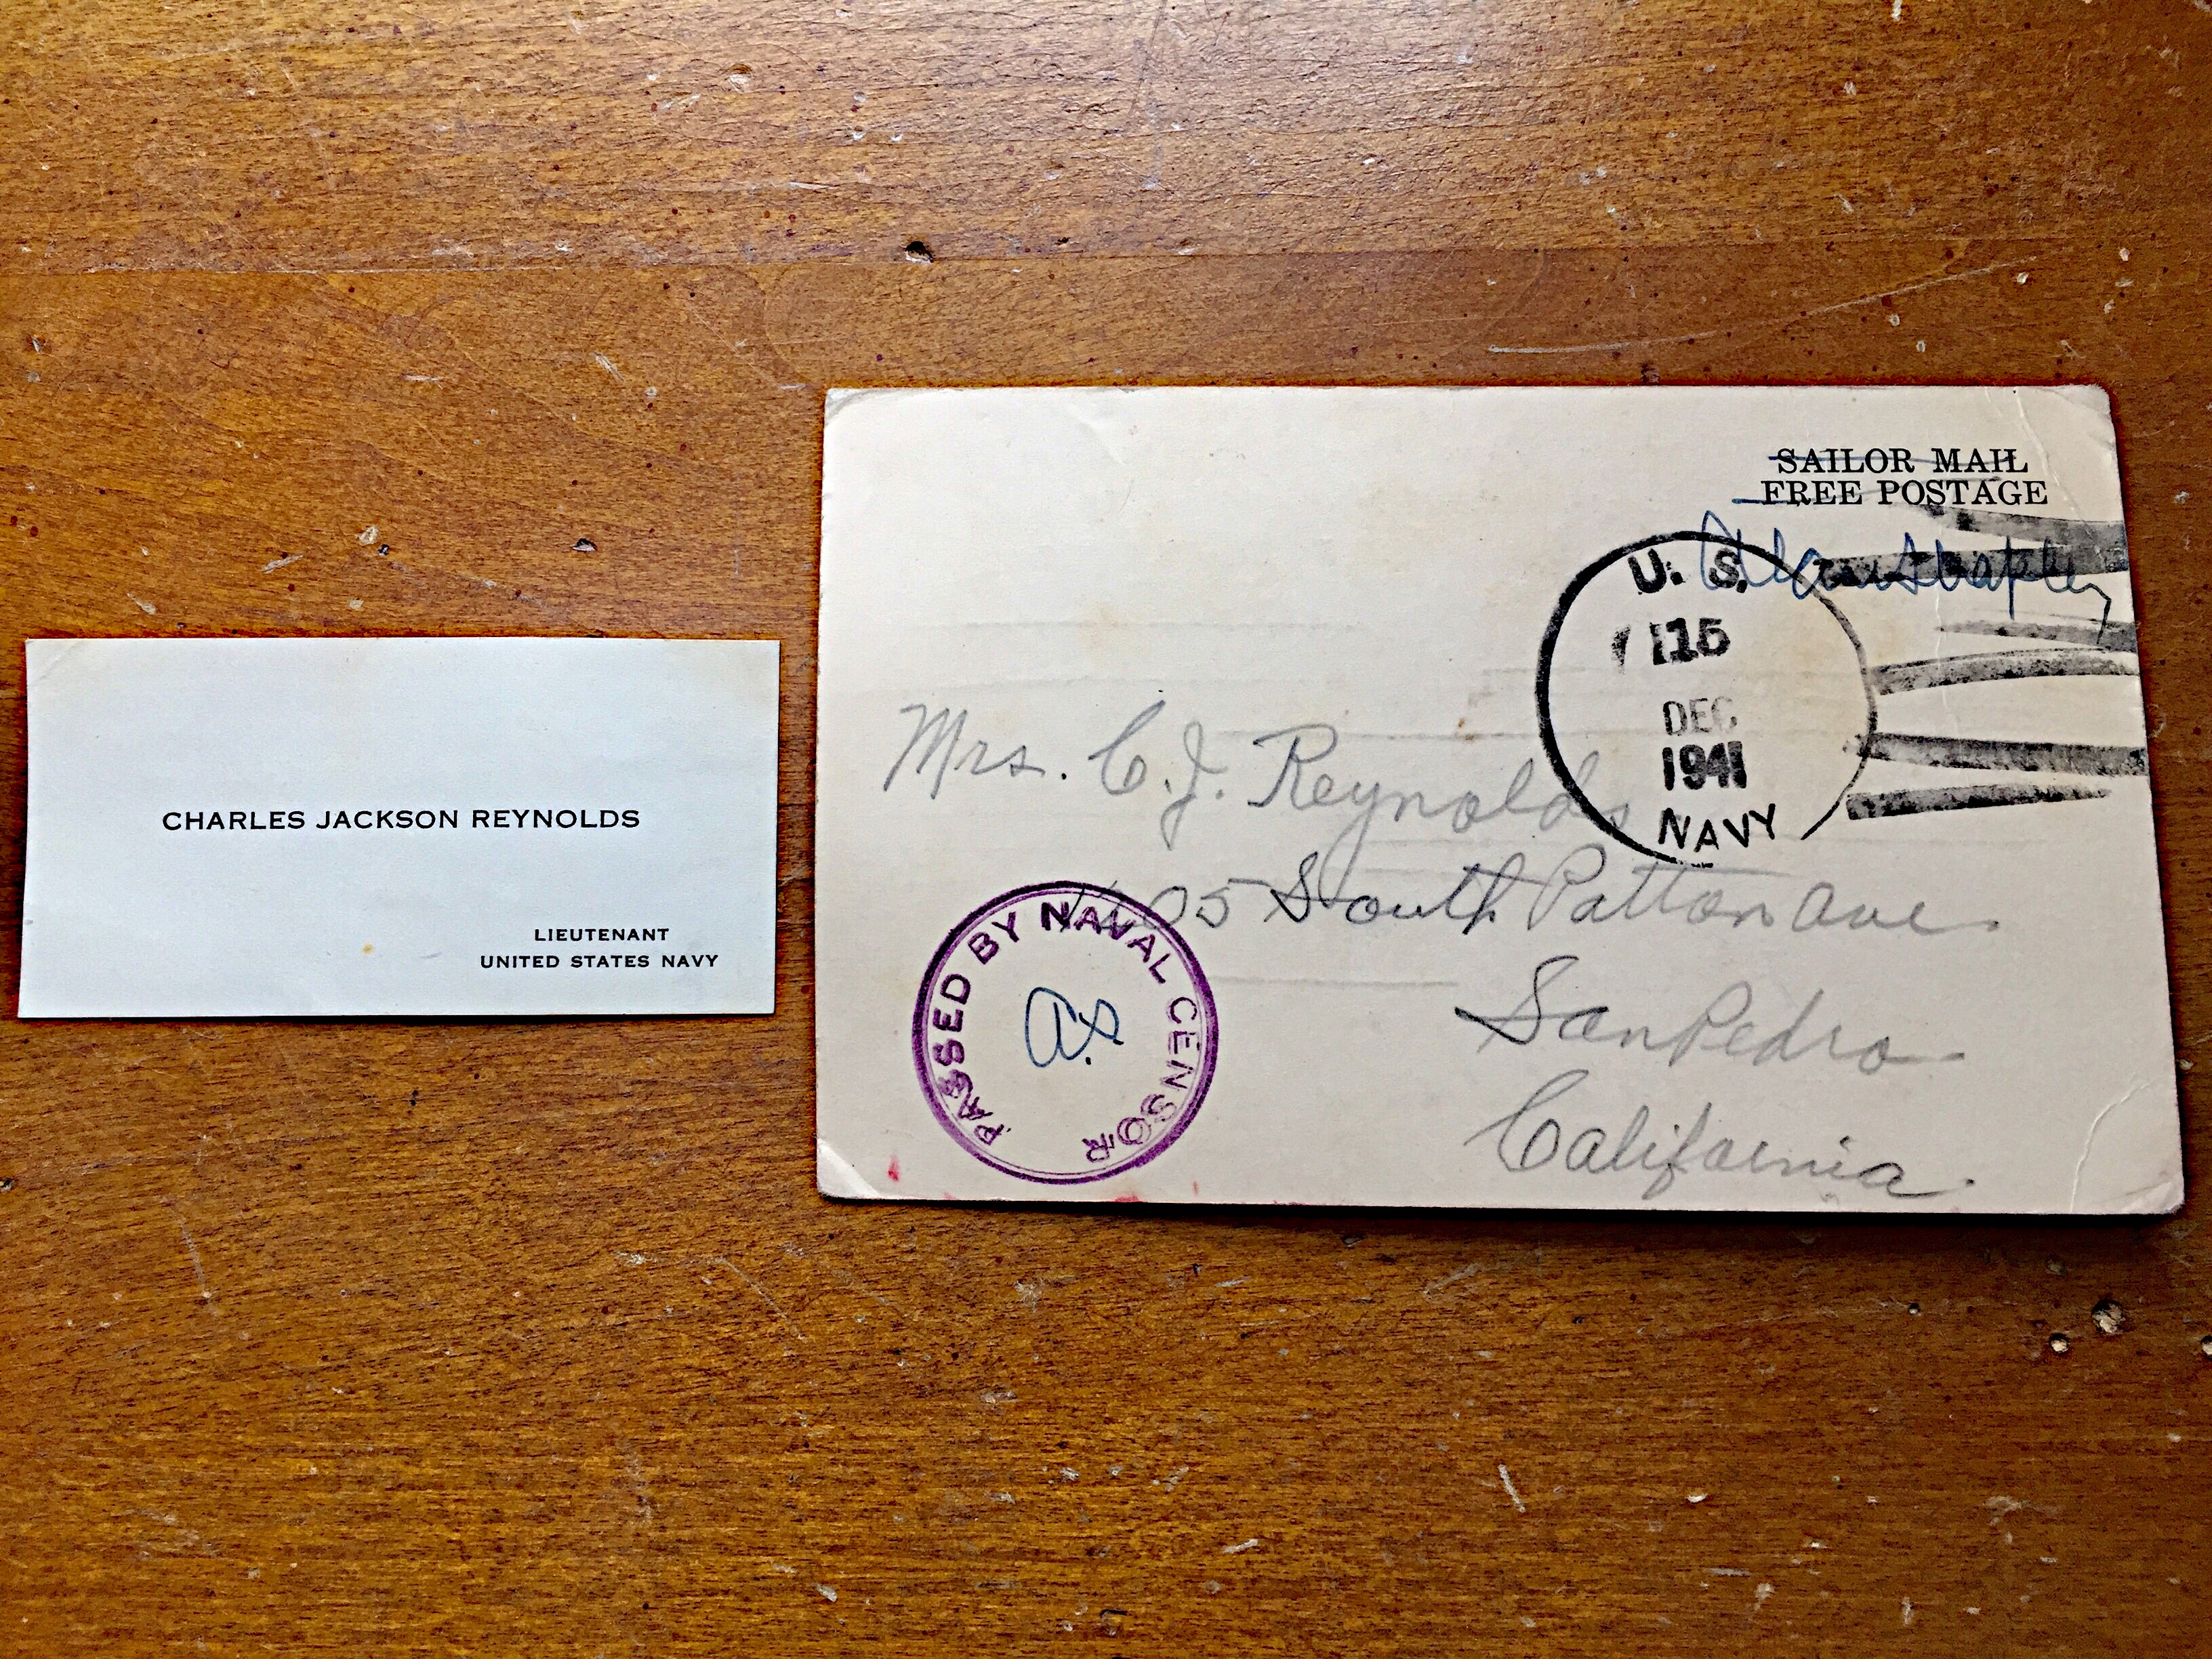 CHARLES JACKSON REYNOLDS
LIEUTENANT
UNITED STATES NAVY
SAILOR MAIL
FREE POSTAGE
U. S.
15
DEC
1941
NAVY
Mrs. C. J. Reynolds
05 South Patton Ave.
San Pedro
California.
PASSED BY NAVAL CENSOR
A.S